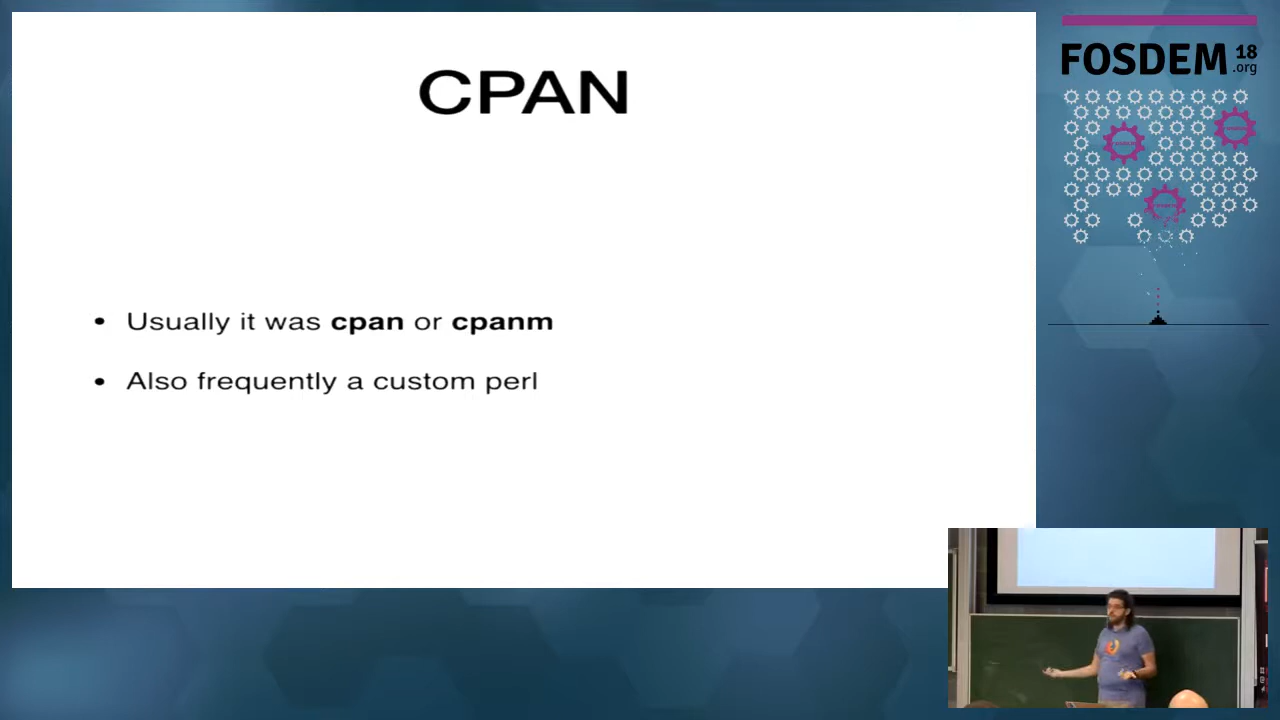 CPAN
• Usually it was cpan or cpanm
• Also frequently a custom perl
FOSDEM 18
.org